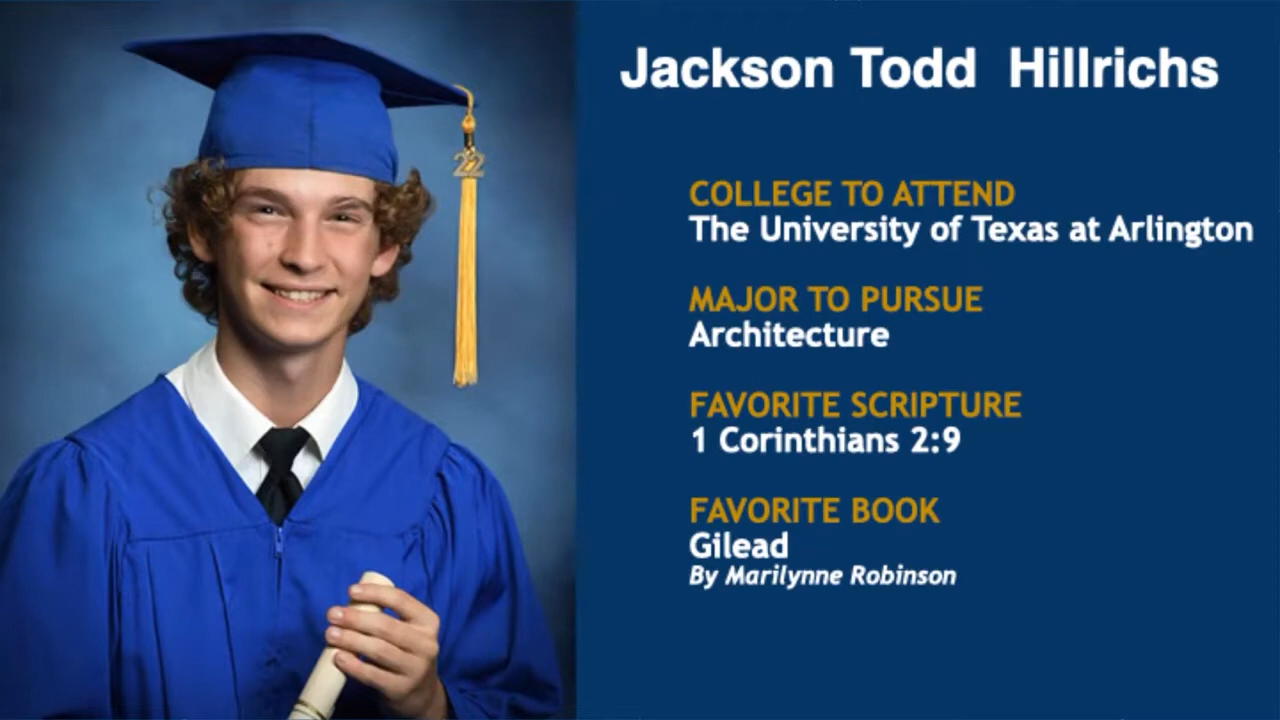 Jackson Todd Hillrichs
COLLEGE TO ATTEND
The University of Texas at Arlington
MAJOR TO PURSUE
Architecture
FAVORITE SCRIPTURE
1 Corinthians 2:9
FAVORITE BOOK
Gilead
By Marilynne Robinson
22